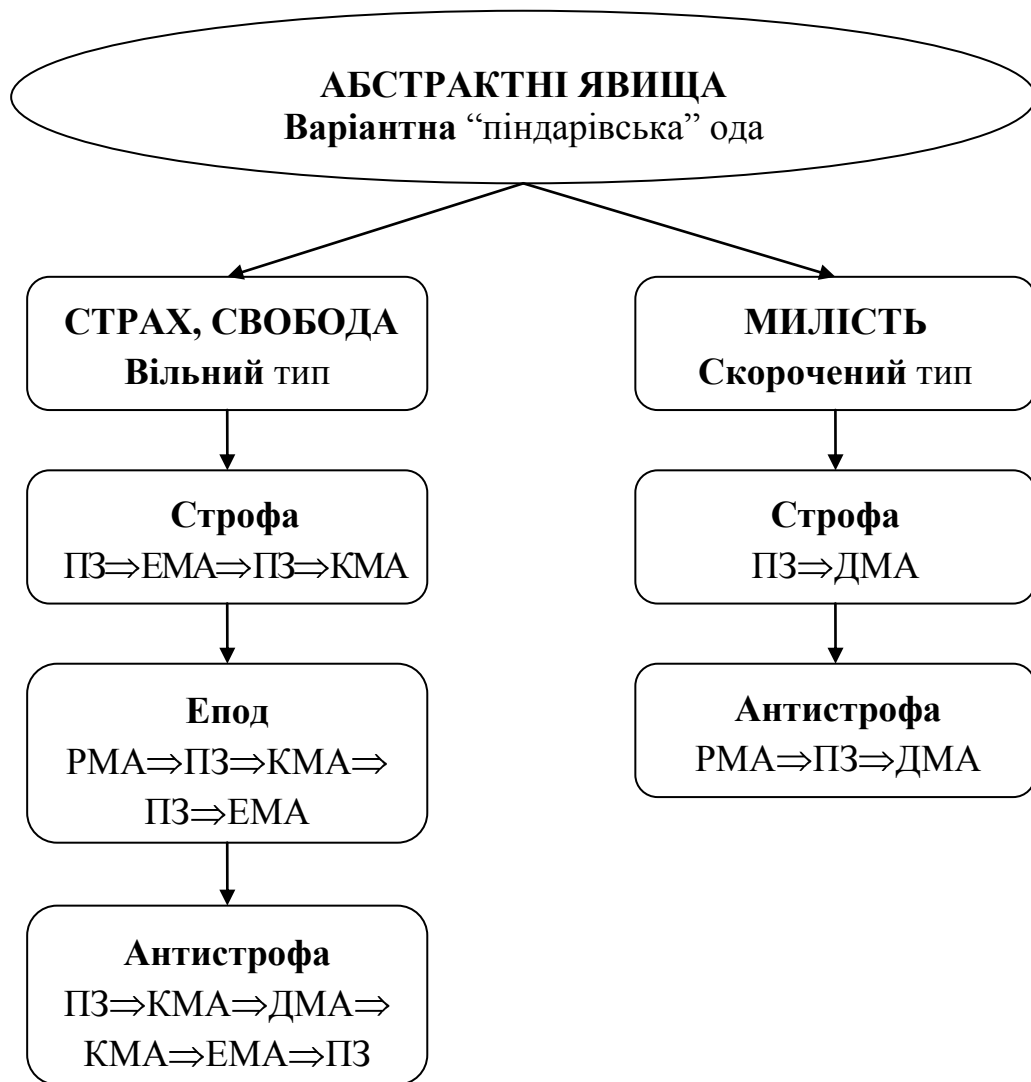 АБСТРАКТНІ ЯВИЩА
Варіантна “піндарівська” ода
СТРАХ, СВОБОДА
Вільний тип
Строфа
ПЗ⇒ЕМА⇒ПЗ⇒КМА
Епод
РМА⇒ПЗ⇒КМА⇒
ПЗ⇒ЕМА
Антистрофа
ПЗ⇒КМА⇒ДМА⇒
КМА⇒ЕМА⇒ПЗ
МИЛІСТЬ
Скорочений тип
Строфа
ПЗ⇒ДМА
Антистрофа
РМА⇒ПЗ⇒ДМА